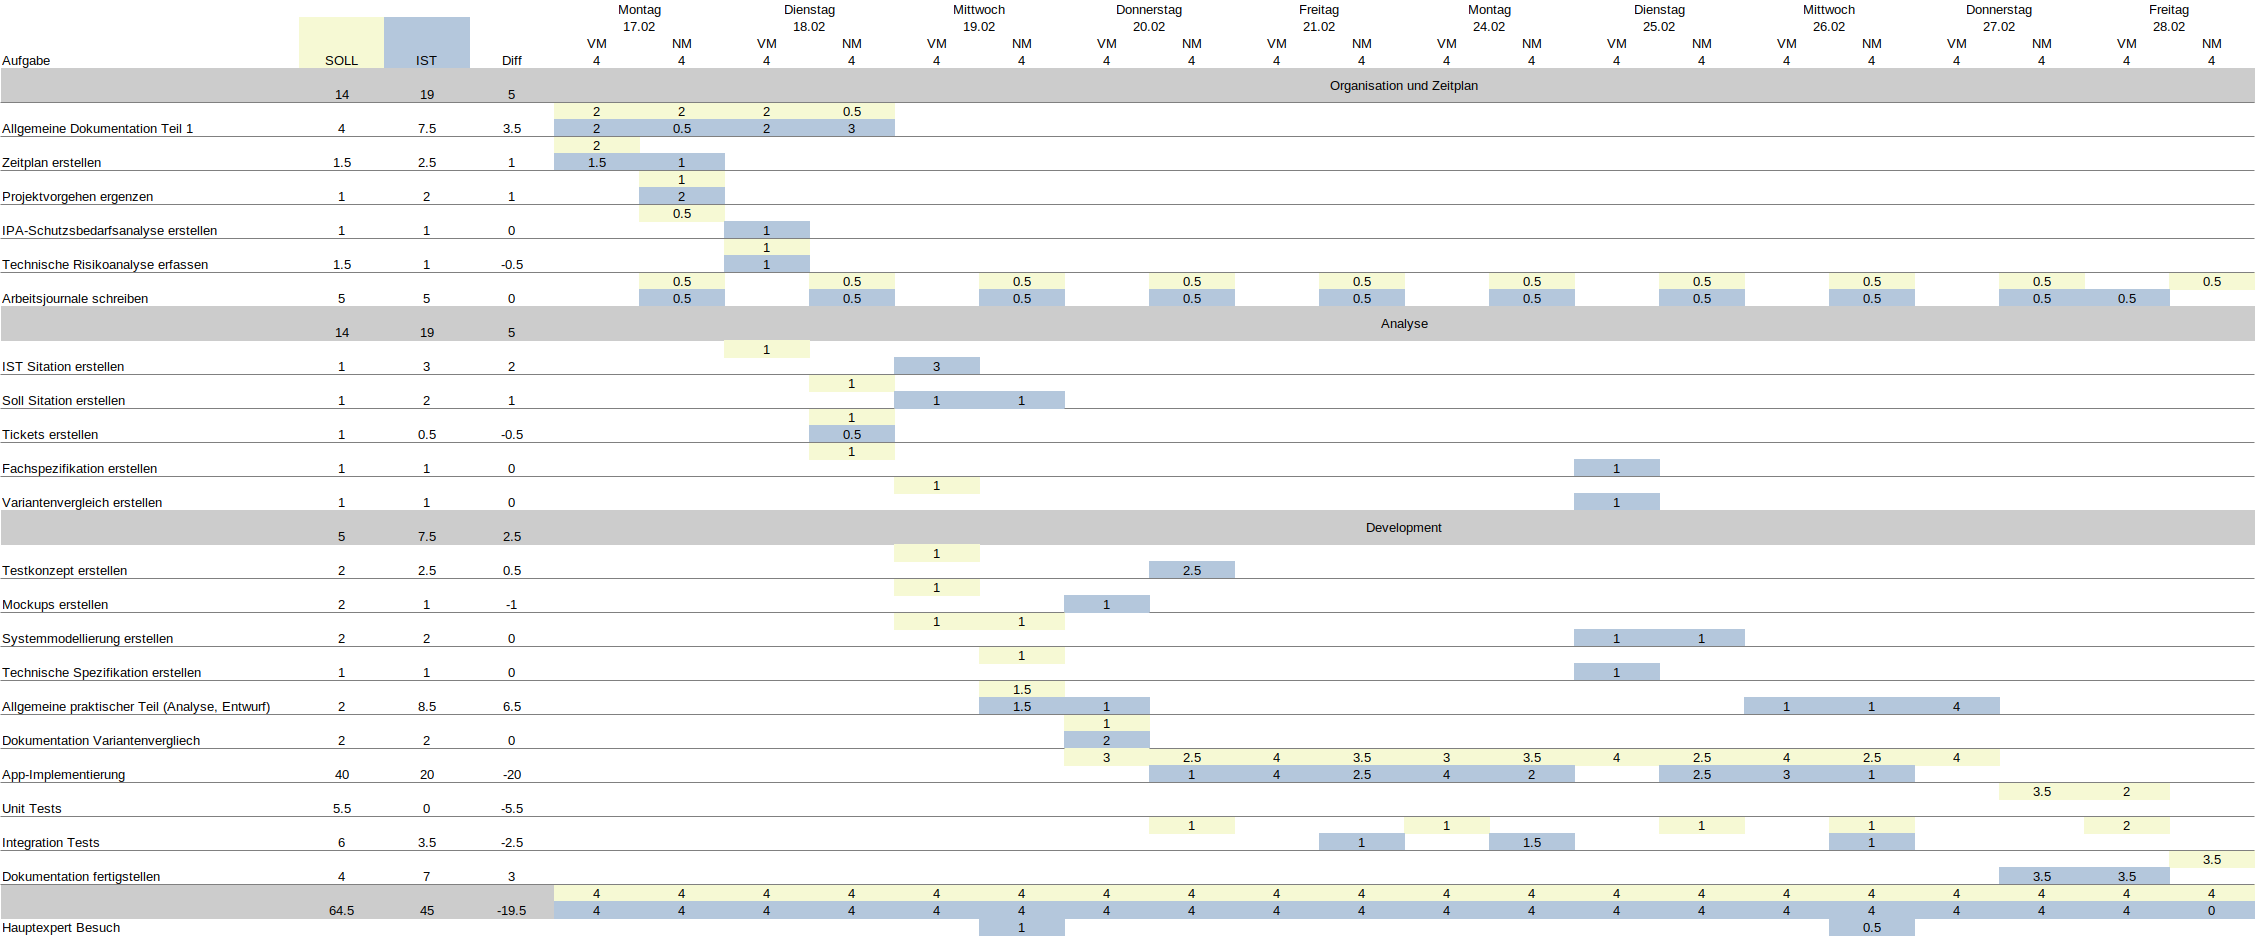 Montag Dienstag Mittwoch Donnerstag Freitag Montag Dienstag Mittwoch Donnerstag Freitag
17.02 18.02 19.02 20.02 21.02 24.02 25.02 26.02 27.02 28.02
VM NM VM NM VM NM VM NM VM NM VM NM VM NM VM NM VM NM VM NM
Aufgabe SOLL IST Diff 4 4 4 4 4 4 4 4 4 4 4 4 4 4 4 4 4 4 4 4
Organisation und Zeitplan
14 19 5
2 2 2 0.5
Allgemeine Dokumentation Teil 1 4 7.5 3.5 2 0.5 2 3
2
Zeitplan erstellen 1.5 2.5 1 1.5 1
1
Projektvorgehen ergenzen 1 2 1 2
0.5
IPA-Schutzsbedarfsanalyse erstellen 1 1 0 1
1
Technische Risikoanalyse erfassen 1.5 1 -0.5 1
0.5 0.5 0.5 0.5 0.5 0.5 0.5 0.5 0.5 0.5
Arbeitsjournale schreiben 5 5 0 0.5 0.5 0.5 0.5 0.5 0.5 0.5 0.5 0.5 0.5
Analyse
14 19 5
1
IST Sitation erstellen 1 3 2 3
1
Soll Sitation erstellen 1 2 1 1 1
1
Tickets erstellen 1 0.5 -0.5 0.5
1
Fachspezifikation erstellen 1 1 0 1
1
Variantenvergleich erstellen 1 1 0 1
Development
5 7.5 2.5
1
Testkonzept erstellen 2 2.5 0.5 2.5
1
Mockups erstellen 2 1 -1 1
1 1
Systemmodellierung erstellen 2 2 0 1 1
1
Technische Spezifikation erstellen 1 1 0 1
1.5
Allgemeine praktischer Teil (Analyse, Entwurf) 2 8.5 6.5 1.5 1 1 1 4
1
Dokumentation Variantenvergliech 2 2 0 2
3 2.5 4 3.5 3 3.5 4 2.5 4 2.5 4
App-Implementierung 40 20 -20 1 4 2.5 4 2 2.5 3 1
3.5 2
Unit Tests 5.5 0 -5.5
1 1 1 1 2
Integration Tests 6 3.5 -2.5 1 1.5 1
3.5
Dokumentation fertigstellen 4 7 3 3.5 3.5
4 4 4 4 4 4 4 4 4 4 4 4 4 4 4 4 4 4 4 4
64.5 45 -19.5 4 4 4 4 4 4 4 4 4 4 4 4 4 4 4 4 4 4 4 0
Hauptexpert Besuch 1 0.5